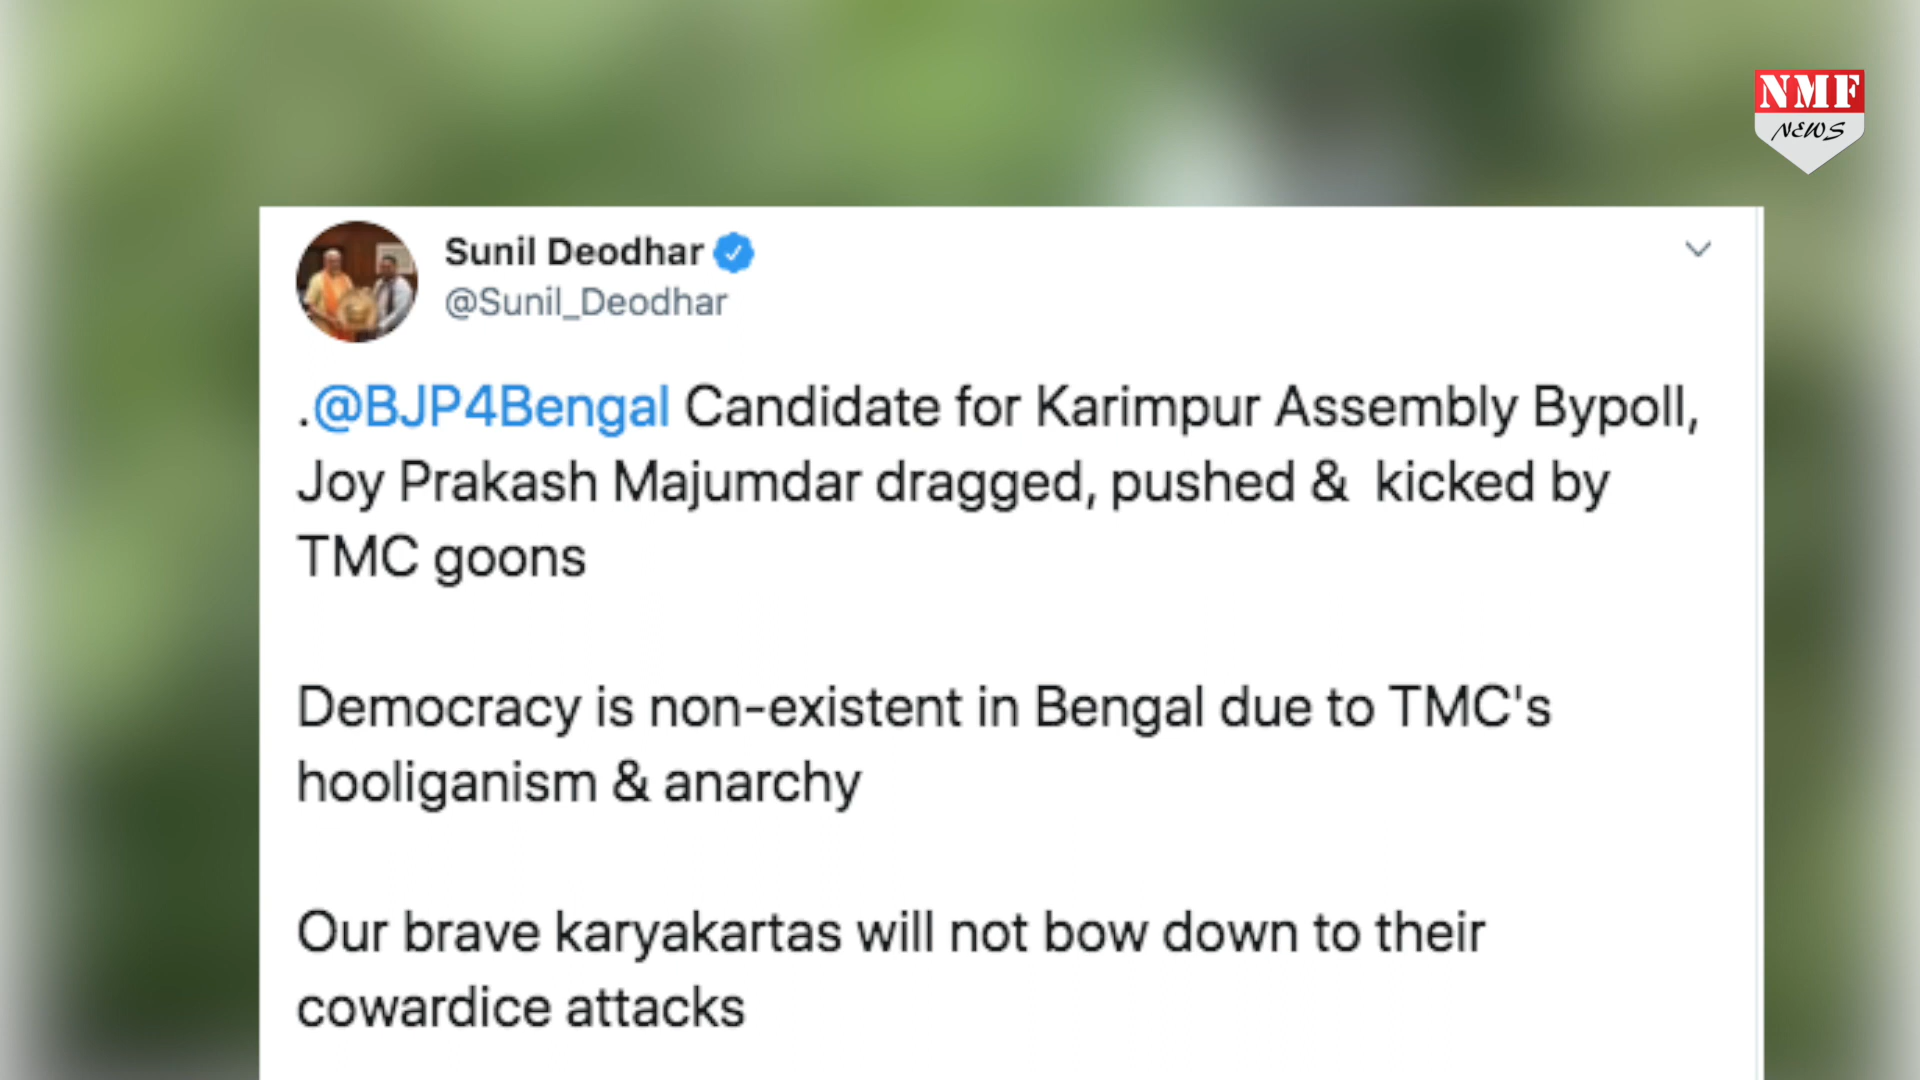 NMF
NEWS
Sunil Deodhar
@Sunil_Deodhar
.@BJP4Bengal Candidate for Karimpur Assembly Bypoll,
Joy Prakash Majumdar dragged, pushed & kicked by
TMC goons
Democracy is non-existent in Bengal due to TMC's
hooliganism & anarchy
Our brave karyakartas will not bow down to their
cowardice attacks